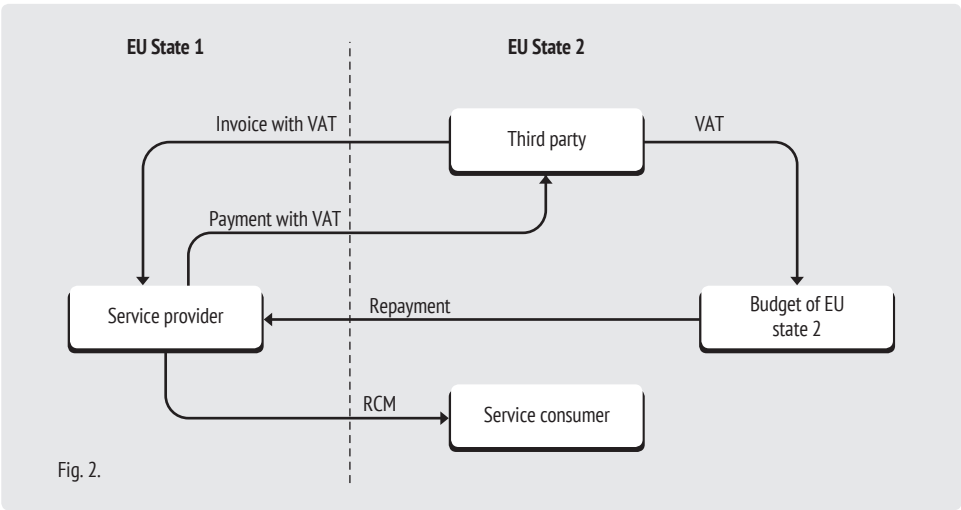 EU State 1
EU State 2
Invoice with VAT
Third party
VAT
Payment with VAT
Service provider
Repayment
Budget of EU
state 2
RCM
Service consumer
Fig. 2.